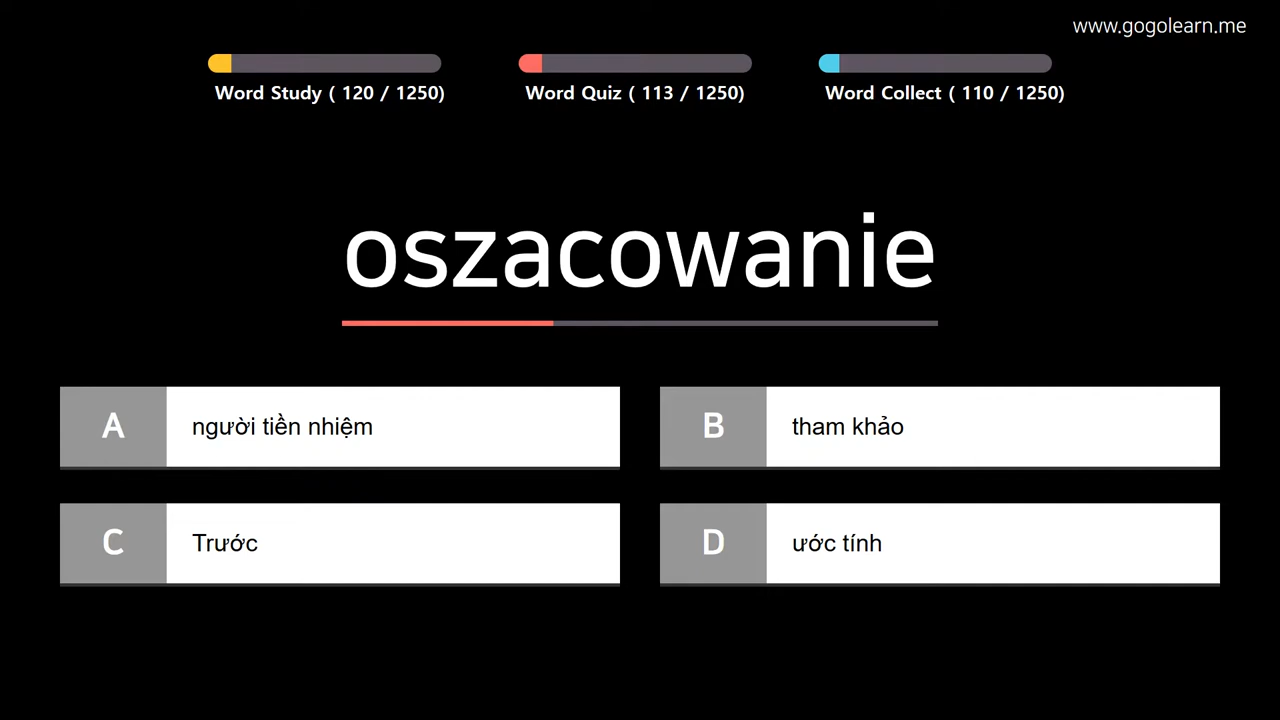 www.gogolearn.me
Word Study ( 120 / 1250)
Word Quiz ( 113 / 1250)
Word Collect ( 110 / 1250)
oszacowanie
A người tiền nhiệm
B tham khảo
C Trước
D ước tính